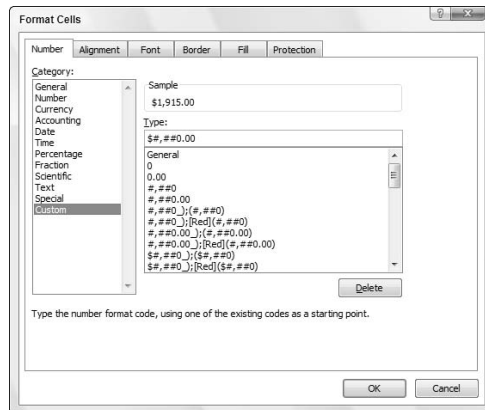 Format Cells
Number Alignment Font Border Fill Protection
Category:
General
Number
Currency
Accounting
Date
Time
Percentage
Fraction
Scientific
Text
Special
Custom
Sample
$1,915.00
Type:
$#,##0.00
General
0
0.00
#,##0
#,##0.00
#,##0_);(#,##0)
#,##0_);[Red](#,##0)
#,##0.00_);(#,##0.00)
#,##0.00_);[Red](#,##0.00)
$#,##0_);($#,##0)
$#,##0_);[Red]($#,##0)
Delete
Type the number format code, using one of the existing codes as a starting point.
OK Cancel